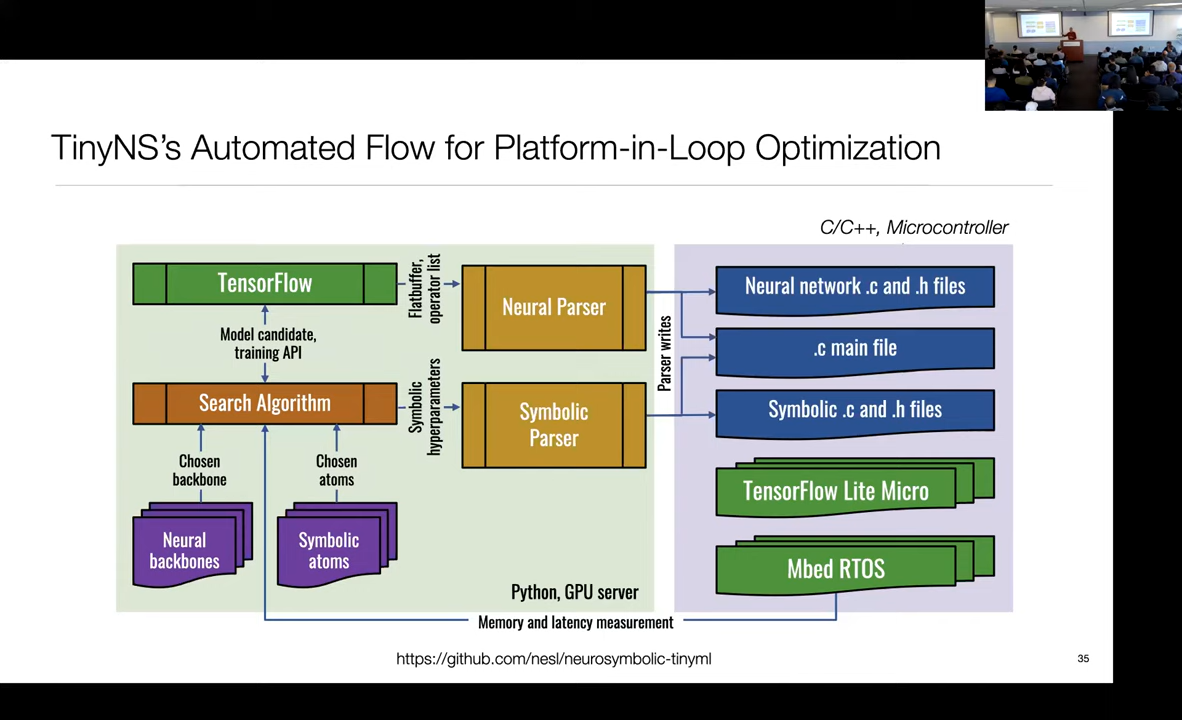 TinyNS's Automated Flow for Platform-in-Loop Optimization
C/C++, Microcontroller
TensorFlow
Flatbuffer,
operator list
Neural Parser
Model candidate,
training API
Search Algorithm
Symbolic
hyperparameters
Symbolic
Parser
Parser writes
Chosen
backbone
Chosen
atoms
Neural
backbones
Symbolic
atoms
Python, GPU server
Neural network .c and .h files
.c main file
Symbolic .c and .h files
TensorFlow Lite Micro
Mbed RTOS
Memory and latency measurement
https://github.com/nesl/neurosymbolic-tinyml
35